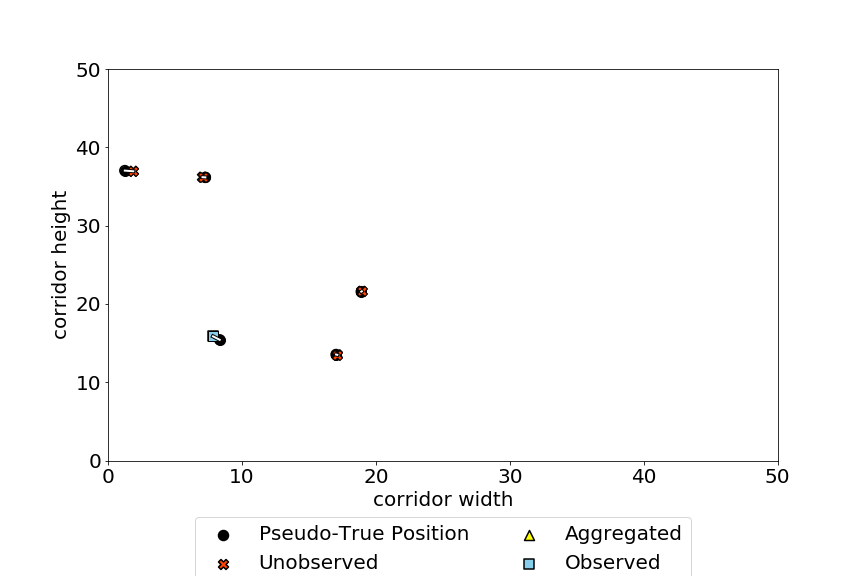 50
40
30
20
10
0
corridor height
0 10 20 30 40 50
corridor width
Pseudo-True Position Aggregated
Unobserved Observed